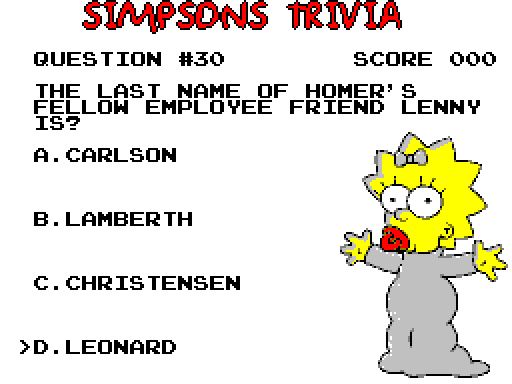 SIMPSONS TRIVIA
QUESTION #30 SCORE 000
THE LAST NAME OF HOMER'S
FELLOW EMPLOYEE FRIEND LENNY
IS?
A.CARLSON
B.LAMBERTH
C.CHRISTENSEN
>D.LEONARD